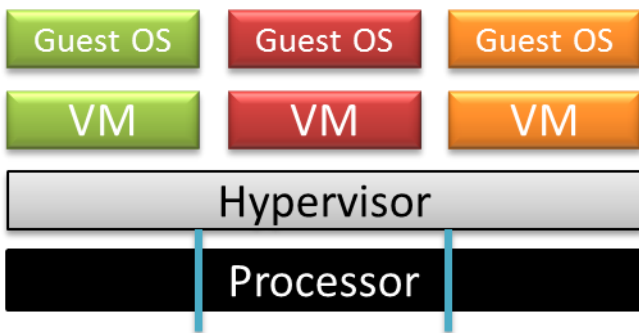 Guest OS Guest OS Guest OS
VM VM VM
Hypervisor
Processor